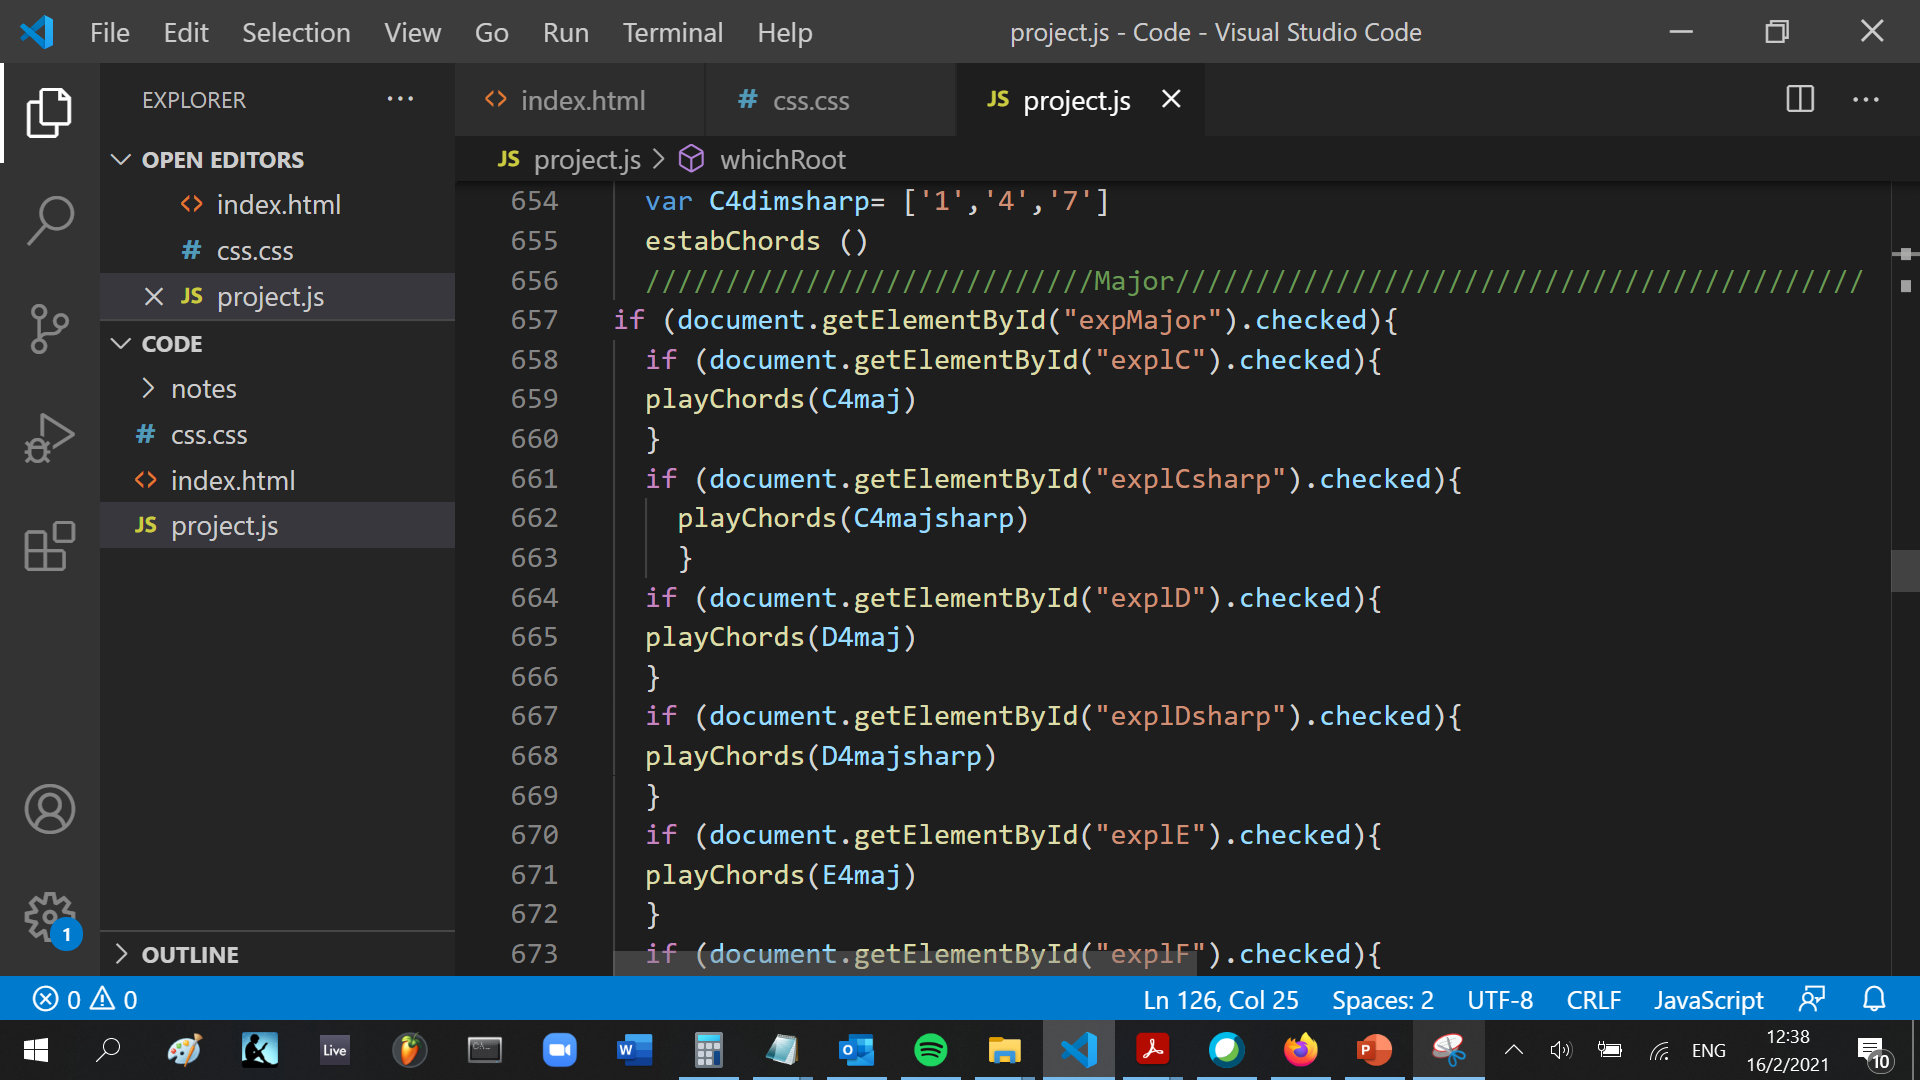 File Edit Selection View Go Run Terminal Help project.js - Code - Visual Studio Code
EXPLORER
OPEN EDITORS
index.html
# css.css
JS project.js
CODE
notes
# css.css
index.html
JS project.js
OUTLINE
index.html # css.css JS project.js
JS project.js whichRoot
654 var C4dimsharp= ['1','4','7']
655 estabChords ()
656 ////////////////////////////Major///////////////////////////////////////////
657 if (document.getElementById("expMajor").checked){
658 if (document.getElementById("explC").checked){
659 playChords(C4maj)
660 }
661 if (document.getElementById("explCsharp").checked){
662 playChords(C4majsharp)
663 }
664 if (document.getElementById("explD").checked){
665 playChords(D4maj)
666 }
667 if (document.getElementById("explDsharp").checked){
668 playChords(D4majsharp)
669 }
670 if (document.getElementById("explE").checked){
671 playChords(E4maj)
672 }
673 if (document.getElementById("explF").checked){
1
0 0 Ln 126, Col 25 Spaces: 2 UTF-8 CRLF JavaScript
Live W O P ENG 12:38
16/2/2021 10